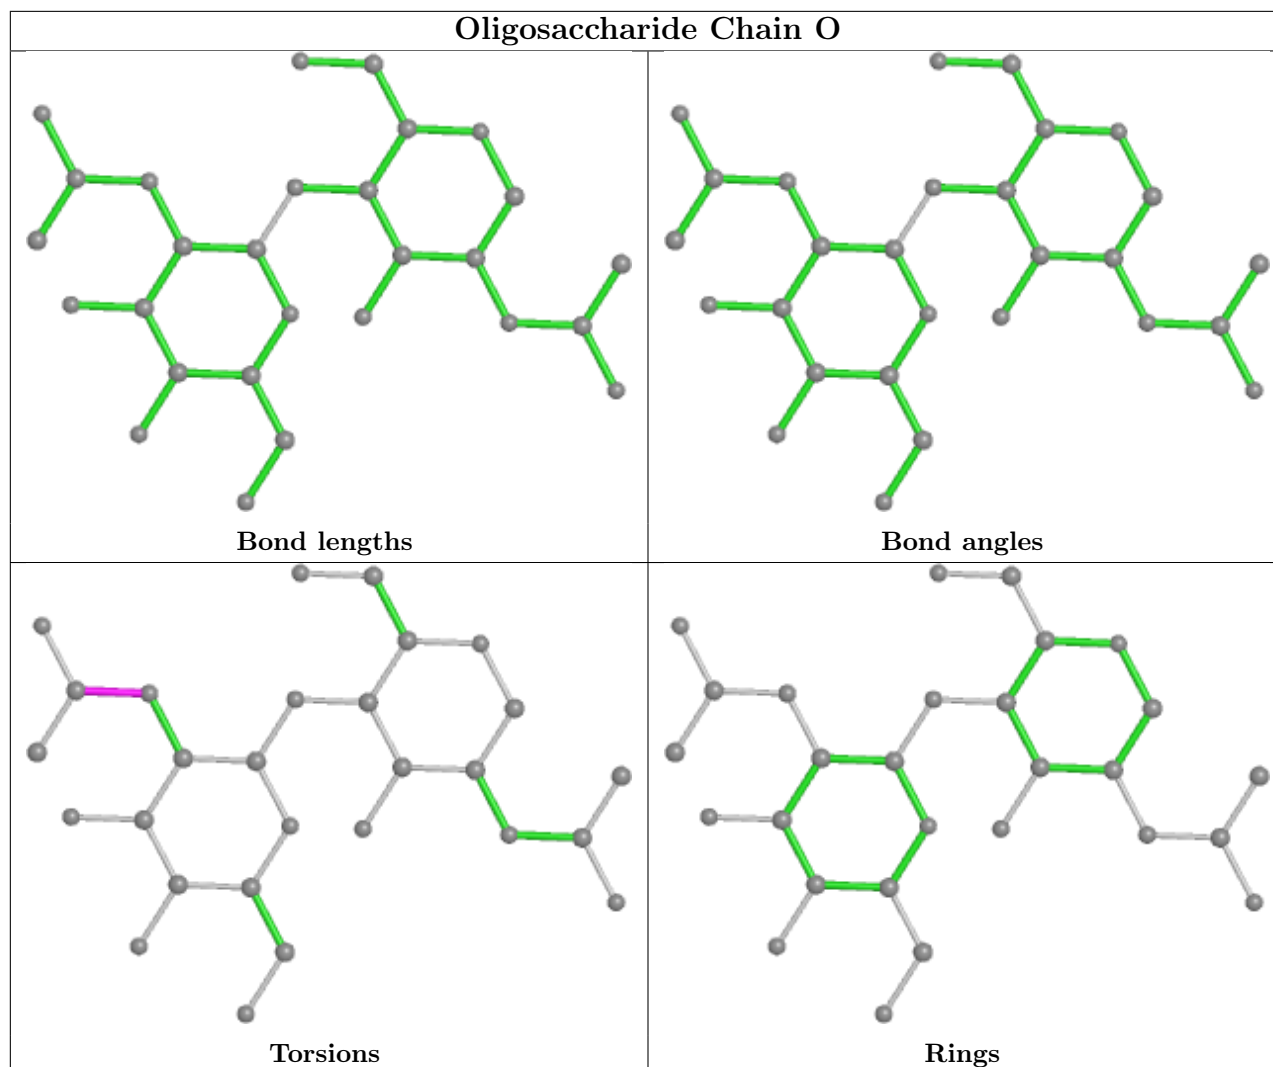 Oligosaccharide Chain O
Bond lengths
Bond angles
Torsions
Rings